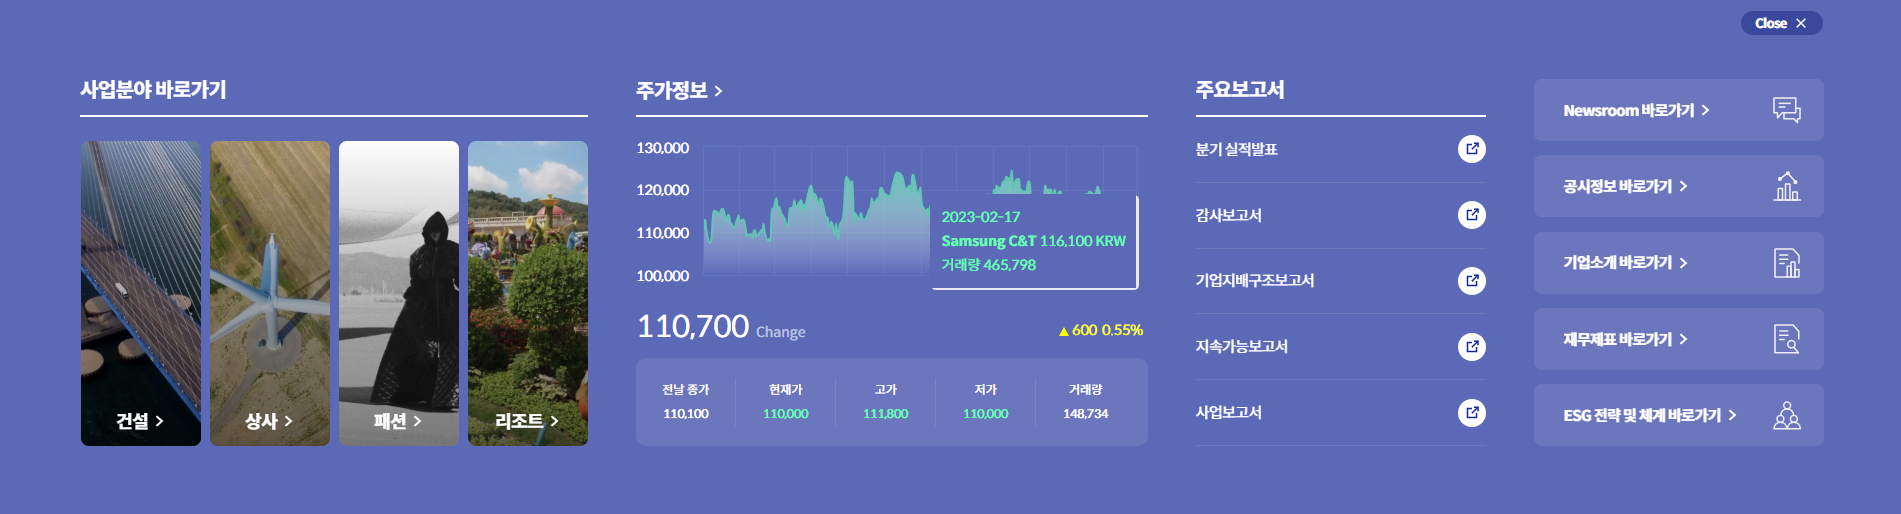 Close
사업분야 바로가기
건설
상사
패션
리조트
주가정보
130,000
120,000
110,000
100,000
2023-02-17
Samsung C&T 116,100 KRW
거래량 465,798
110,700 Change
▲600 0.55%
전날 종가 현재가 고가 저가 거래량
110,100 110,000 111,800 110,000 148,734
주요보고서
분기 실적발표
감사보고서
기업지배구조보고서
지속가능보고서
사업보고서
Newsroom 바로가기
공시정보 바로가기
기업소개 바로가기
재무제표 바로가기
ESG 전략 및 체계 바로가기